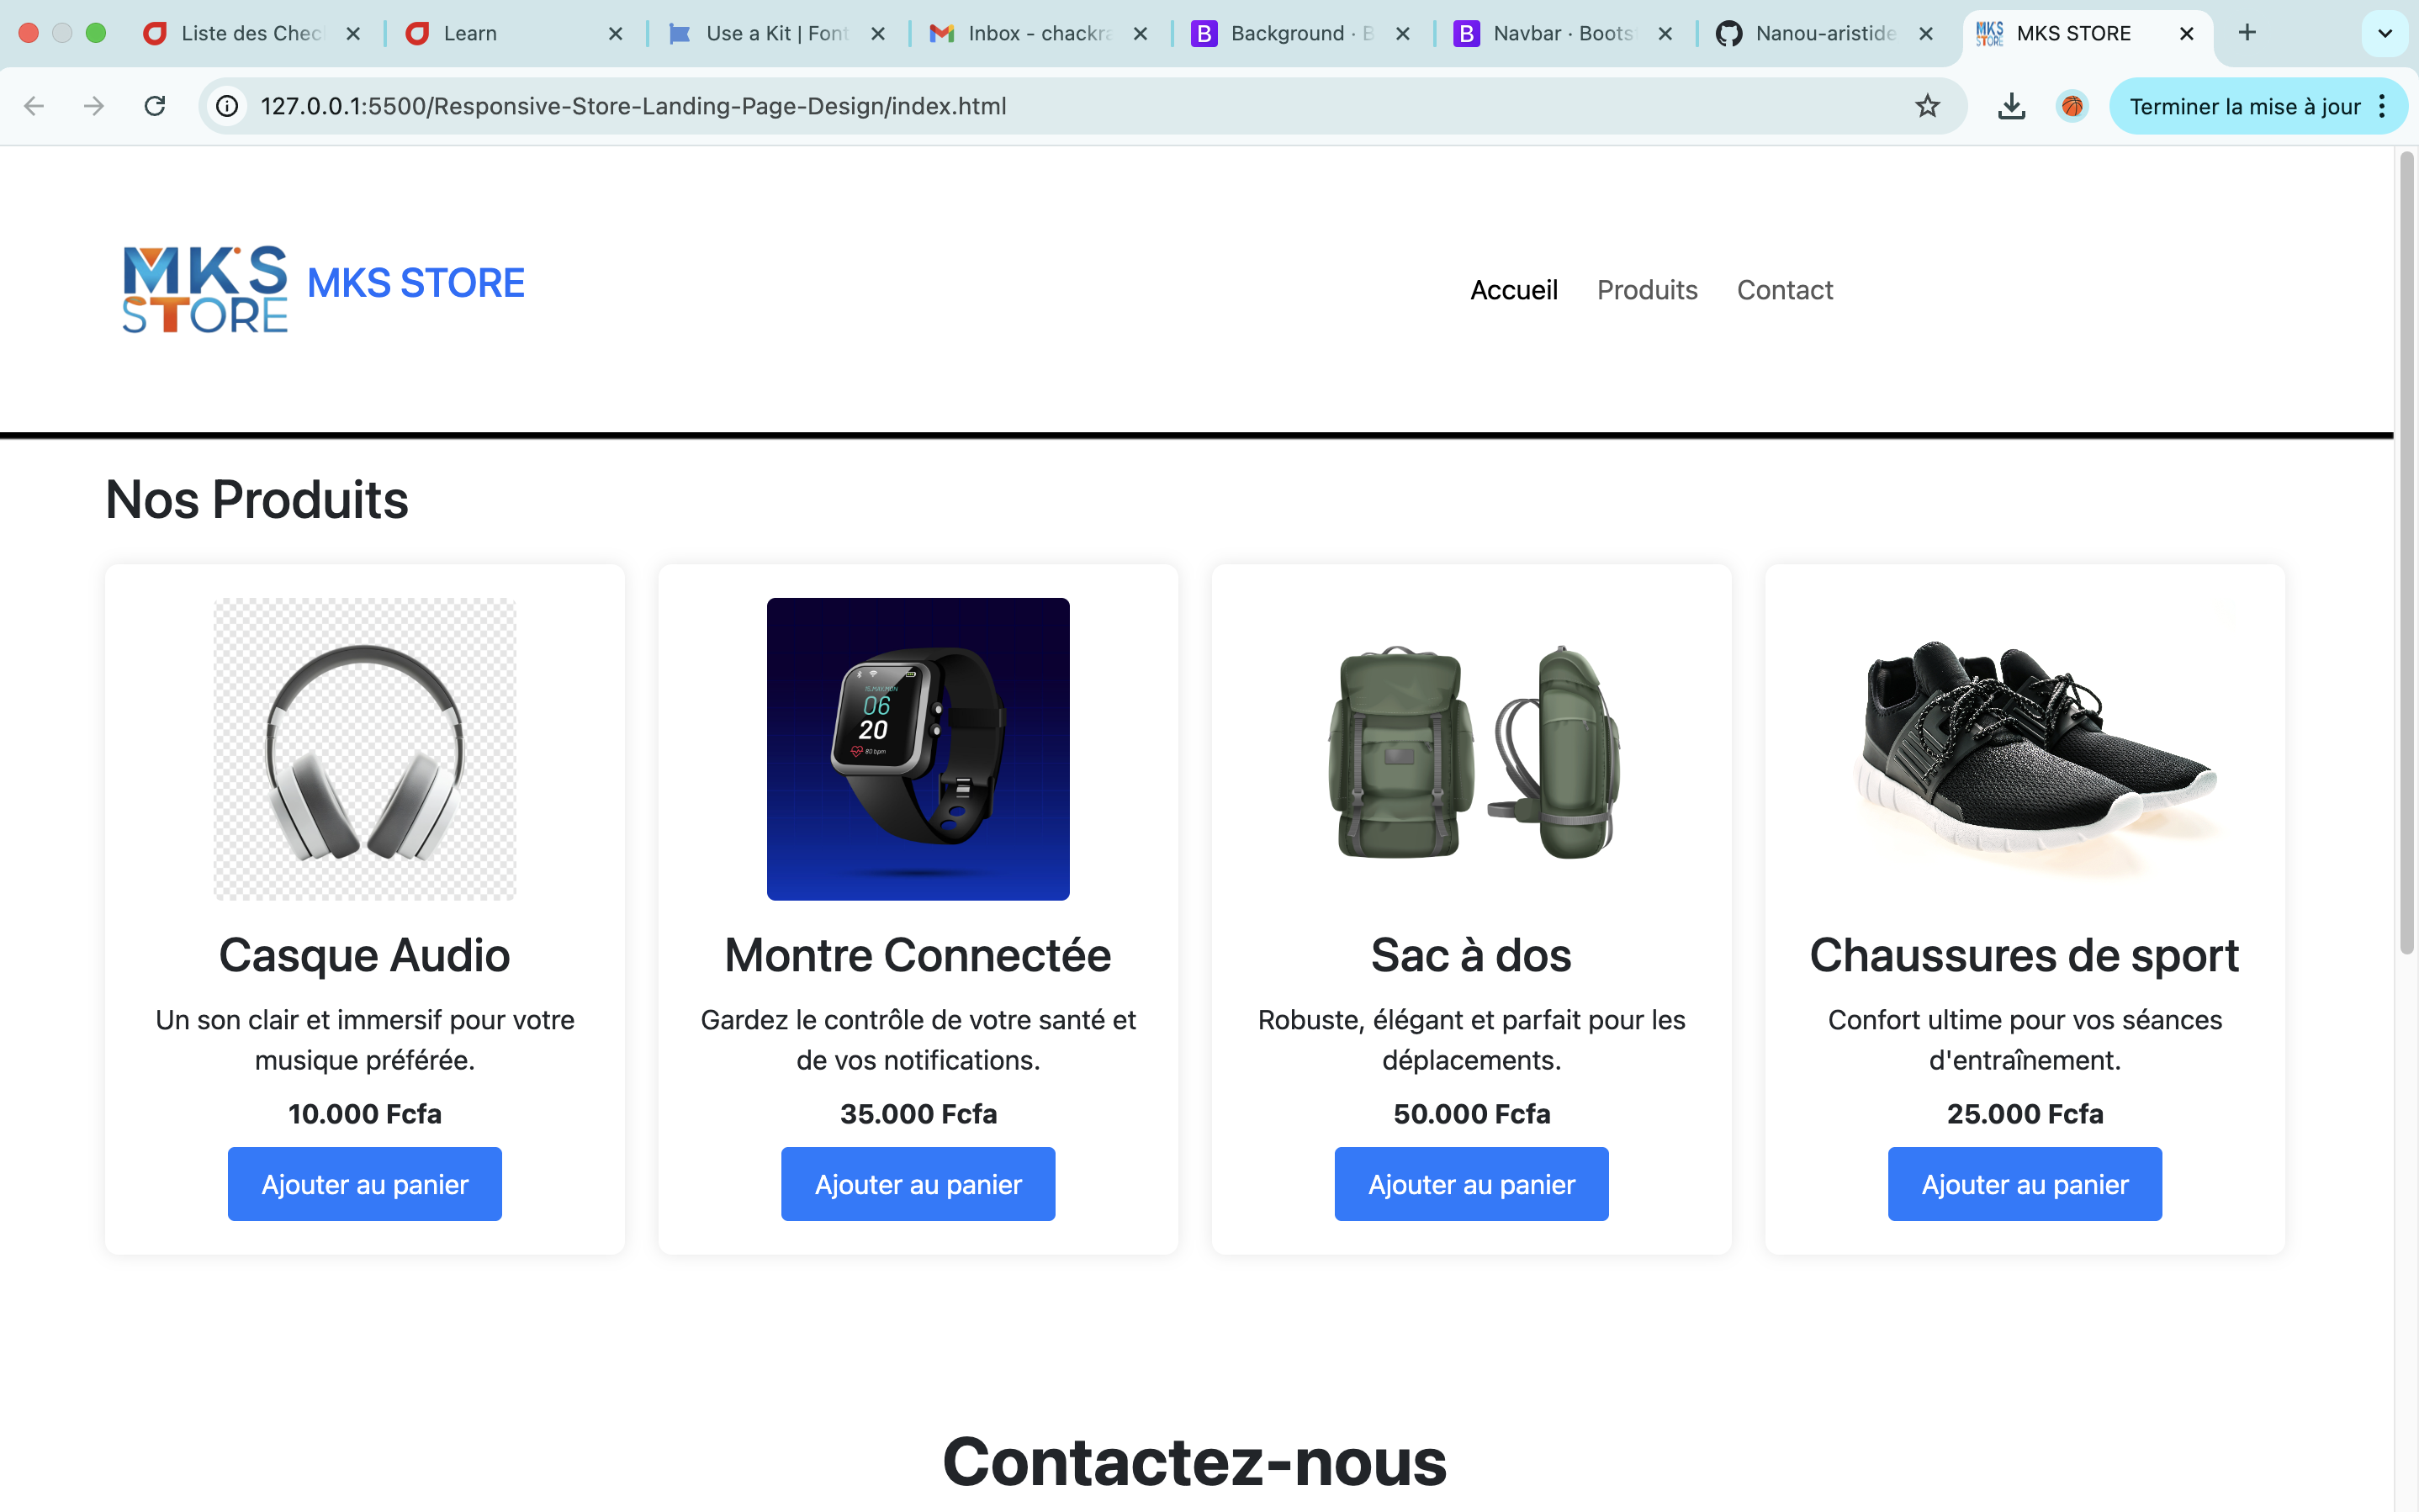 Liste des Chec
Learn
Use a Kit | Font
Inbox - chackra
Background · B
Navbar · Boots
Nanou-aristide
MKS STORE
127.0.0.1:5500/Responsive-Store-Landing-Page-Design/index.html
Terminer la mise à jour
MKS
STORE
MKS STORE
Accueil
Produits
Contact
Nos Produits
06
20
80 bpm
Casque Audio
Un son clair et immersif pour votre
musique préférée.
10.000 Fcfa
Ajouter au panier
Montre Connectée
Gardez le contrôle de votre santé et
de vos notifications.
35.000 Fcfa
Ajouter au panier
Sac à dos
Robuste, élégant et parfait pour les
déplacements.
50.000 Fcfa
Ajouter au panier
Chaussures de sport
Confort ultime pour vos séances
d'entraînement.
25.000 Fcfa
Ajouter au panier
Contactez-nous